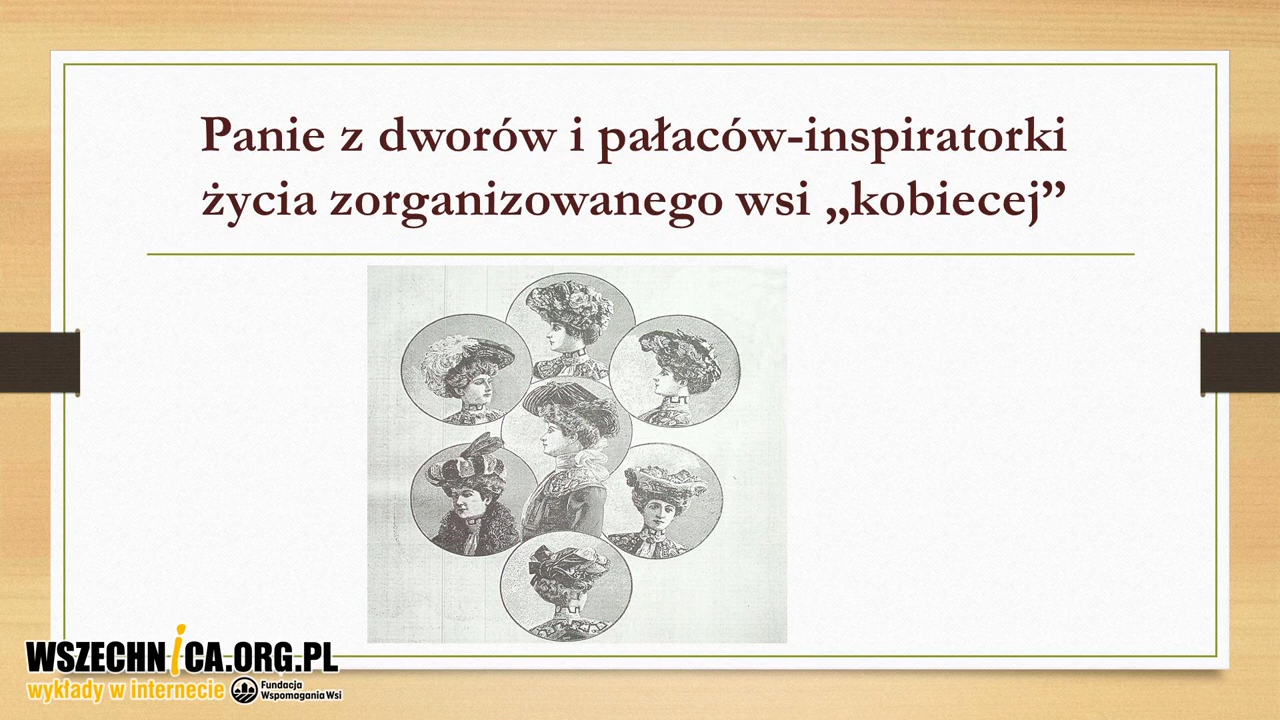 Panie z dworów i pałaców-inspiratorki
życia zorganizowanego wsi „kobiecej”
WSZECHNiCA.ORG.PL
wykłady w internecie
Fundacja
Wspomagania Wsi